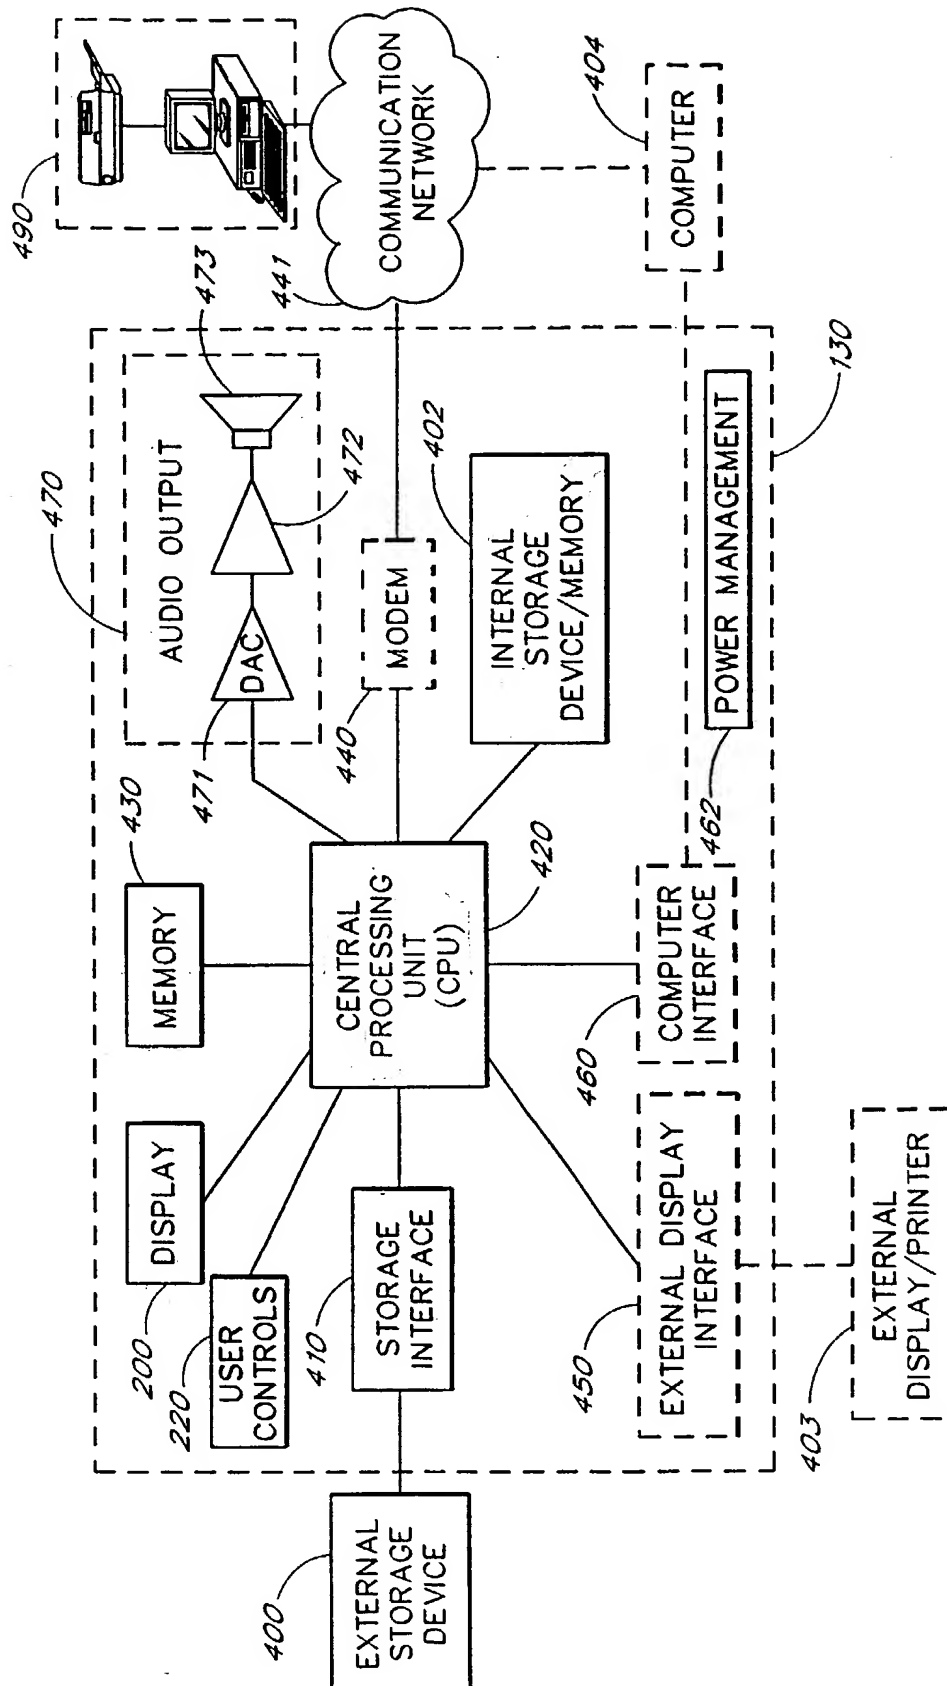 490
470
AUDIO OUTPUT
473
DAC
471
472
441
COMMUNICATION
NETWORK
430
MEMORY
440
MODEM
402
INTERNAL
STORAGE
DEVICE/MEMORY
404
COMPUTER
200
DISPLAY
220
USER
CONTROLS
CENTRAL
PROCESSING
UNIT
(CPU)
420
410
STORAGE
INTERFACE
400
EXTERNAL
STORAGE
DEVICE
450
EXTERNAL DISPLAY
INTERFACE
460
COMPUTER
INTERFACE
462
POWER MANAGEMENT
130
403
EXTERNAL
DISPLAY/PRINTER